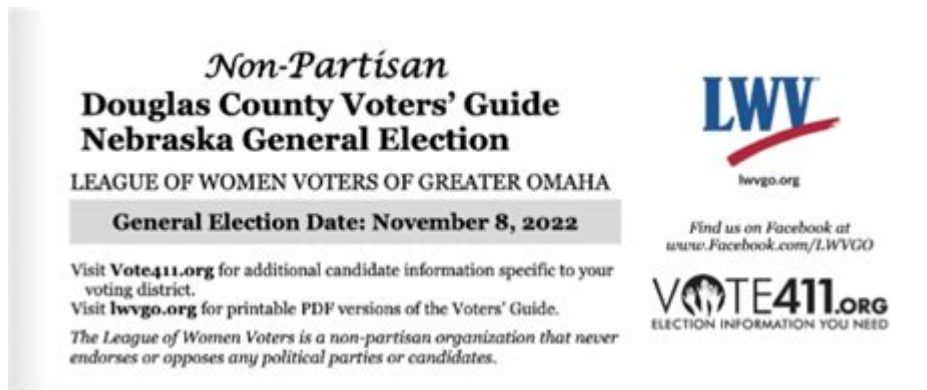 Non-Partisan
Douglas County Voters' Guide
Nebraska General Election
LEAGUE OF WOMEN VOTERS OF GREATER OMAHA
General Election Date: November 8, 2022
Visit Vote411.org for additional candidate information specific to your
voting district.
Visit lwvgo.org for printable PDF versions of the Voters' Guide.
The League of Women Voters is a non-partisan organization that never
endorses or opposes any political parties or candidates.
LWV
lwvgo.org
Find us on Facebook at
www.Facebook.com/LWVGO
VOTE411.ORG
ELECTION INFORMATION YOU NEED